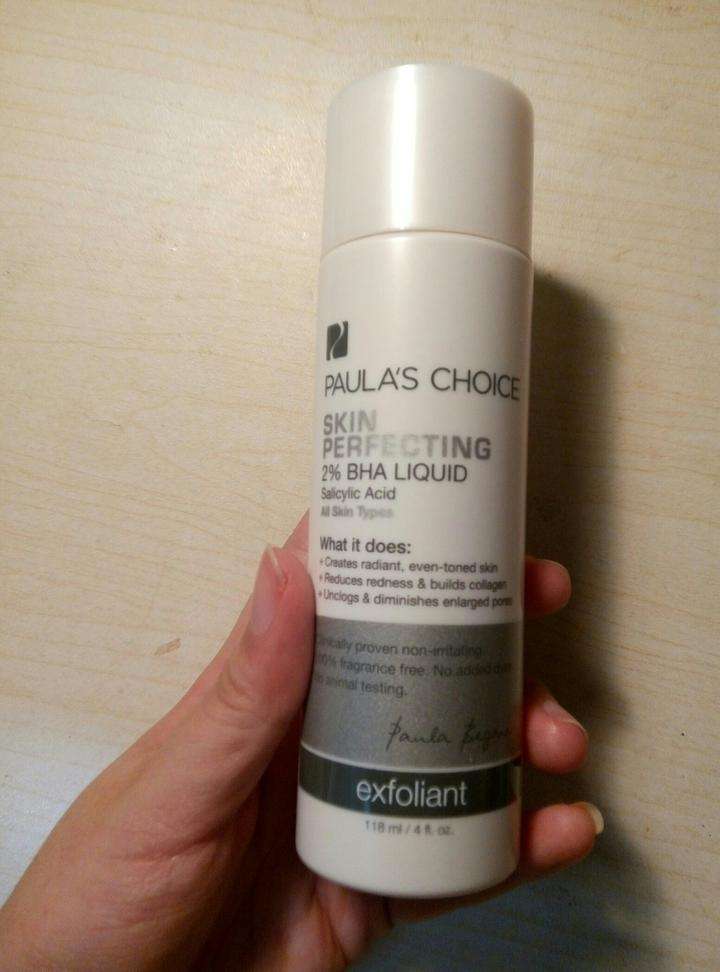 PAULA'S CHOICE
SKIN
PERFECTING
2% BHA LIQUID
Salicylic Acid
All Skin Types
What it does:
+Creates radiant, even-toned skin
+Reduces redness & builds collagen
+Unclogs & diminishes enlarged pores
proven non-irritating.
fragrance free. No added
animal testing.
Paula
exfoliant
118 ml / 4 fl. oz.